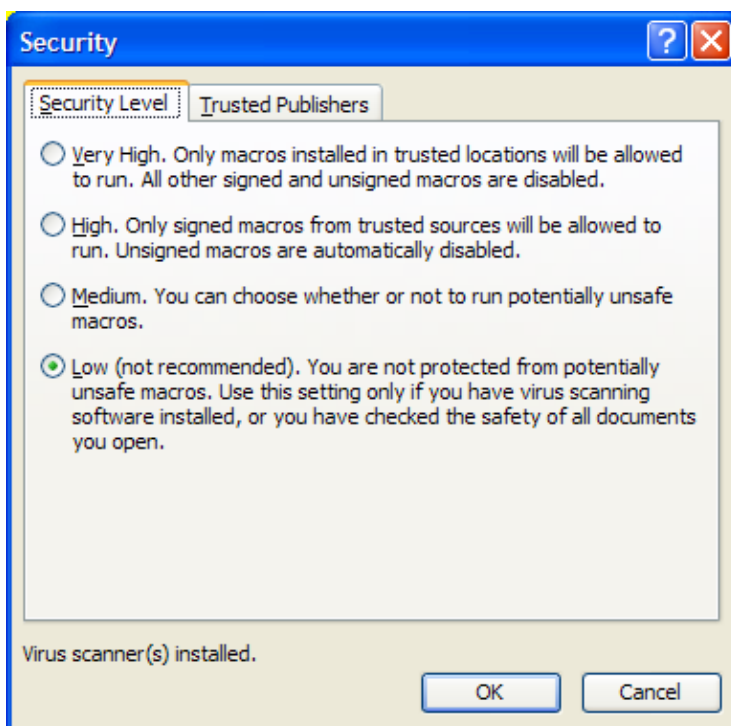 Security
Security Level
Trusted Publishers
Very High. Only macros installed in trusted locations will be allowed
to run. All other signed and unsigned macros are disabled.
High. Only signed macros from trusted sources will be allowed to
run. Unsigned macros are automatically disabled.
Medium. You can choose whether or not to run potentially unsafe
macros.
Low (not recommended). You are not protected from potentially
unsafe macros. Use this setting only if you have virus scanning
software installed, or you have checked the safety of all documents
you open.
Virus scanner(s) installed.
OK
Cancel